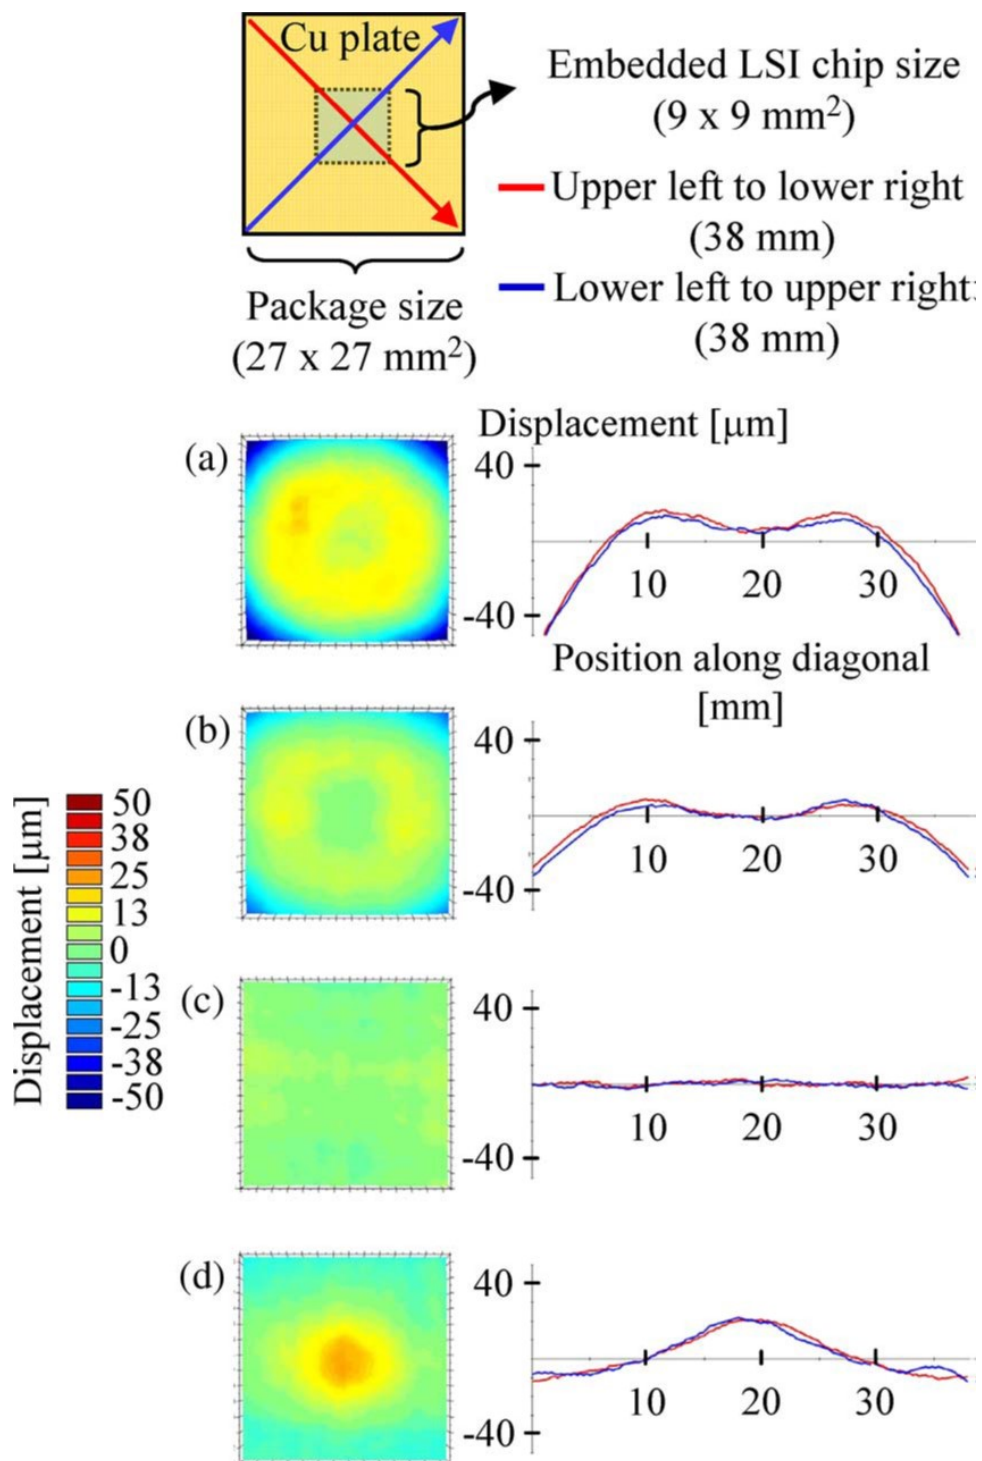 Cu plate
Embedded LSI chip size
(9 x 9 mm²)
Upper left to lower right
(38 mm)
Lower left to upper right:
(38 mm)
Package size
(27 x 27 mm²)
(a)
Displacement [μm]
40
10
20
30
-40
Position along diagonal
[mm]
(b)
40
10
20
30
-40
Displacement [μm]
50
38
25
13
0
-13
-25
-38
-50
(c)
40
10
20
30
-40
(d)
40
10
20
30
-40